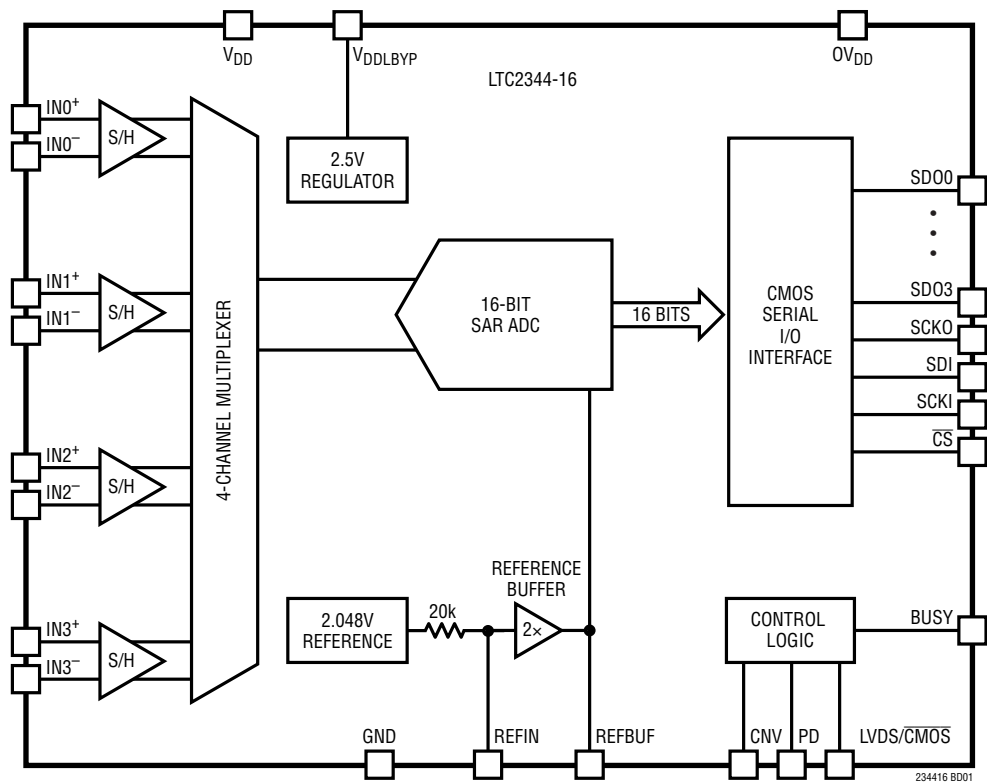 VDD
VDDLBYP
OVDD
LTC2344-16
IN0+
S/H
IN0−
2.5V
REGULATOR
SDO0
IN1+
S/H
IN1−
4-CHANNEL MULTIPLEXER
16-BIT
SAR ADC
16 BITS
CMOS
SERIAL
I/O
INTERFACE
SDO3
SCKO
SDI
SCKI
CS
IN2+
S/H
IN2−
REFERENCE
BUFFER
2.048V
REFERENCE
20k
2×
CONTROL
LOGIC
BUSY
IN3+
S/H
IN3−
GND
REFIN
REFBUF
CNV
PD
LVDS/CMOS
234416 BD01